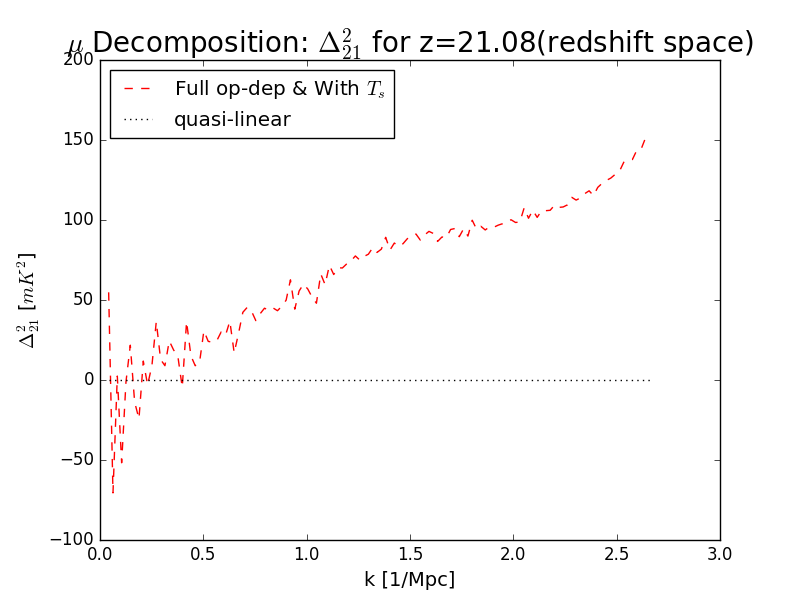 μ Decomposition: Δ²₂₁ for z=21.08(redshift space)
200
Full op-dep & With Tₛ
quasi-linear
150
100
50
0
−50
−100
Δ²₂₁ [mK²]
0.0 0.5 1.0 1.5 2.0 2.5 3.0
k [1/Mpc]